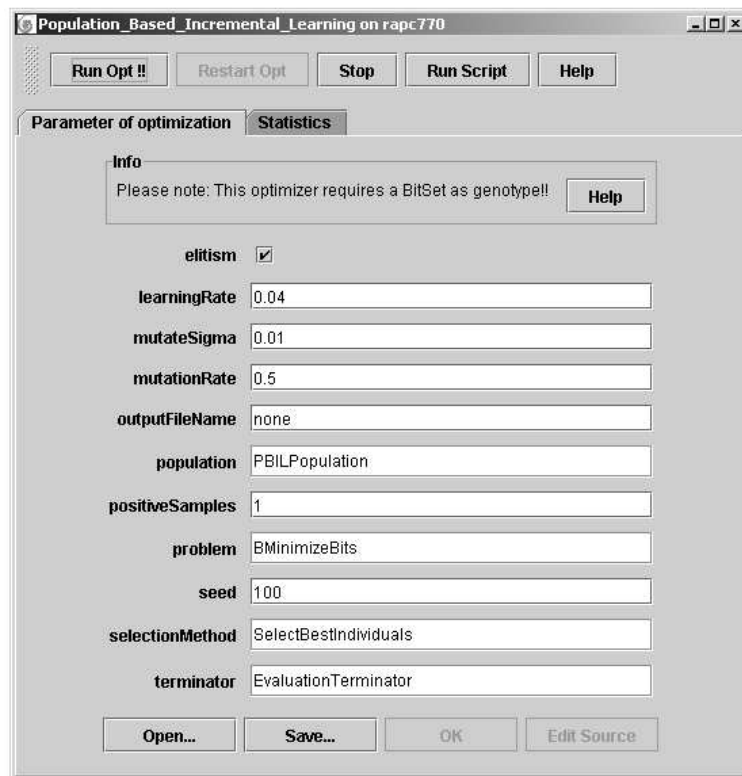 Population_Based_Incremental_Learning on rapc770
Run Opt !! Restart Opt Stop Run Script Help
Parameter of optimization Statistics
Info
Please note: This optimizer requires a BitSet as genotype!! Help
elitism
learningRate 0.04
mutateSigma 0.01
mutationRate 0.5
outputFileName none
population PBILPopulation
positiveSamples 1
problem BMinimizeBits
seed 100
selectionMethod SelectBestIndividuals
terminator EvaluationTerminator
Open... Save... OK Edit Source